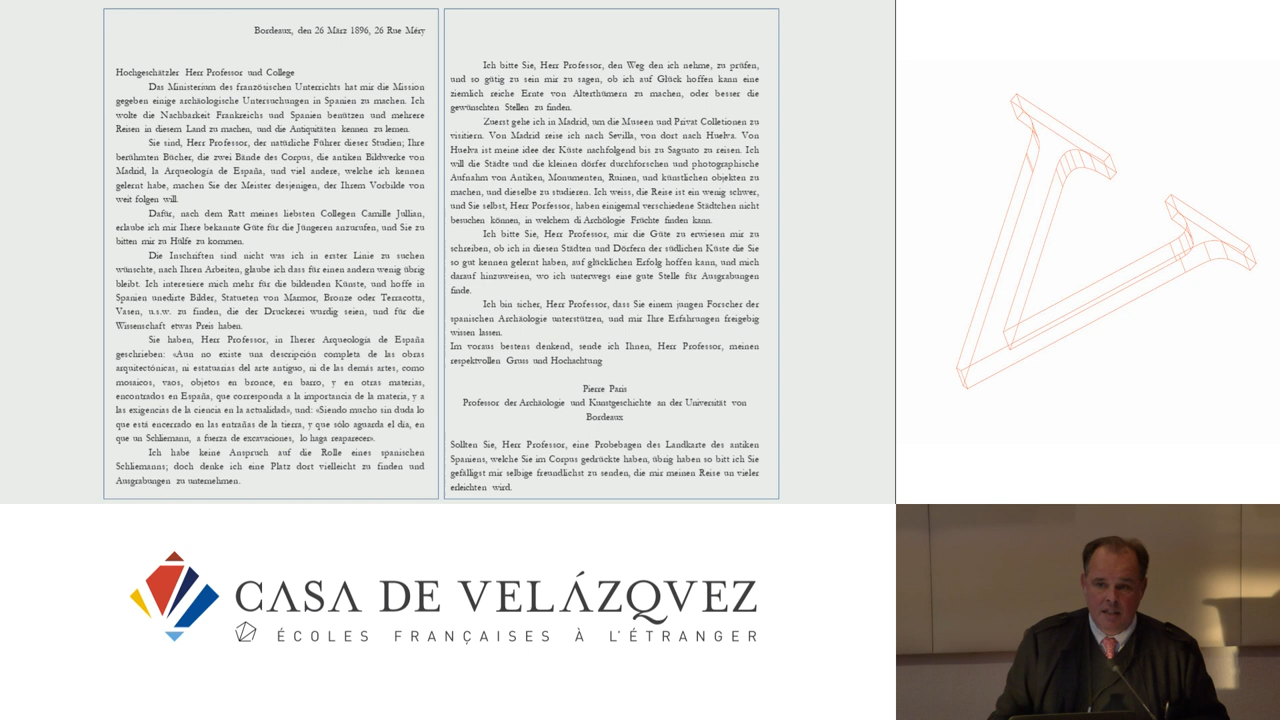 Bordeaux, den 26 März 1896, 26 Rue Méry
Hochgeschätzler Herr Professor und College
Das Ministerium des französischen Unterrichts hat mir die Mission
gegeben einige archäologische Untersuchungen in Spanien zu machen. Ich
wolte die Nachbarkeit Frankreichs und Spanien benützen und mehrere
Reisen in diesem Land zu machen, und die Antiquitäten kennen zu lernen.
Sie sind, Herr Professor, der natürliche Führer dieser Studien; Ihre
berühmten Bücher, die zwei Bände des Corpus, die antiken Bildwerke von
Madrid, la Arqueología de España, und viel andere, welche ich kennen
gelernt habe, machen Sie der Meister desjenigen, der Ihrem Vorbilde von
weit folgen will.
Dafür, nach dem Ratt meines liebsten Collegen Camille Jullian,
erlaube ich mir Ihere bekannte Güte für die Jüngeren anzurufen, und Sie zu
bitten mir zu Hülfe zu kommen.
Die Inschriften sind nicht was ich in erster Linie zu suchen
wünschte, nach Ihren Arbeiten, glaube ich dass für einen andern wenig übrig
bleibt. Ich interesiere mich mehr für die bildenden Künste, und hoffe in
Spanien unedirte Bilder, Statueten von Marmor, Bronze oder Terracotta,
Vasen, u.s.w. zu finden, die der Druckerei wurdig seien, und für die
Wissenschaft etwas Preis haben.
Sie haben, Herr Professor, in Iherer Arqueología de España
geschrieben: «Aun no existe una descripción completa de las obras
arquitectónicas, ni estatuarias del arte antiguo, ni de las demás artes, como
mosaicos, vaos, objetos en bronce, en barro, y en otras materias,
encontrados en España, que corresponda a la importancia de la materia, y a
las exigencias de la ciencia en la actualidad», und: «Siendo mucho sin duda lo
que está encerrado en las entrañas de la tierra, y que sólo aguarda el día, en
que un Schliemann, a fuerza de excavaciones, lo haga reaparecer».
Ich habe keine Anspruch auf die Rolle eines spanischen
Schliemanns; doch denke ich eine Platz dort vielleicht zu finden und
Ausgrabungen zu unternehmen.
Ich bitte Sie, Herr Professor, den Weg den ich nehme, zu prüfen,
und so gütig zu sein mir zu sagen, ob ich auf Glück hoffen kann eine
ziemlich reiche Ernte von Alterthümern zu machen, oder besser die
gewünschten Stellen zu finden.
Zuerst gehe ich in Madrid, um die Museen und Privat Colletionen zu
visitiern. Von Madrid reise ich nach Sevilla, von dort nach Huelva. Von
Huelva ist meine idee der Küste nachfolgend bis zu Sagunto zu reisen. Ich
will die Städte und die kleinen dörfer durchforschen und photographische
Aufnahm von Antiken, Monumenten, Ruinen, und künstlichen objekten zu
machen, und dieselbe zu studieren. Ich weiss, die Reise ist ein wenig schwer,
und Sie selbst, Herr Porfessor, haben einigemal verschiedene Städtchen nicht
besuchen können, in welchem di Archölogie Früchte finden kann.
Ich bitte Ihnen, Herr Professor, mir die Güte zu erwiesen mir zu
schreiben, ob ich in diesen Städten und Dörfern der südlichen Küste die Sie
so gut kennen gelernt haben, auf glücklichen Erfolg hoffen kann, und mich
darauf hinzuweisen, wo ich unterwegs eine gute Stelle für Ausgrabungen
finde.
Ich bin sicher, Herr Professor, dass Sie einem jungen Forscher der
spanischen Archäologie unterstützen, und mir Ihre Erfahrungen freigebig
wissen lassen.
Im voraus bestens denkend, sende ich Ihnen, Herr Professor, meinen
respektvollen Gruss und Hochachtung
Pierre Paris
Professor der Archäologie und Kunstgeschichte an der Universität von
Bordeaux
Sollten Sie, Herr Professor, eine Probebagen des Landkarte des antiken
Spaniens, welche Sie im Corpus gedrückte haben, übrig haben so bitt ich Sie
gefälligst mir selbige freundlichst zu senden, die mir meinen Reise un vieler
erleichten wird.
CASA DE VELÁZQVEZ
ÉCOLES FRANÇAISES À L'ÉTRANGER